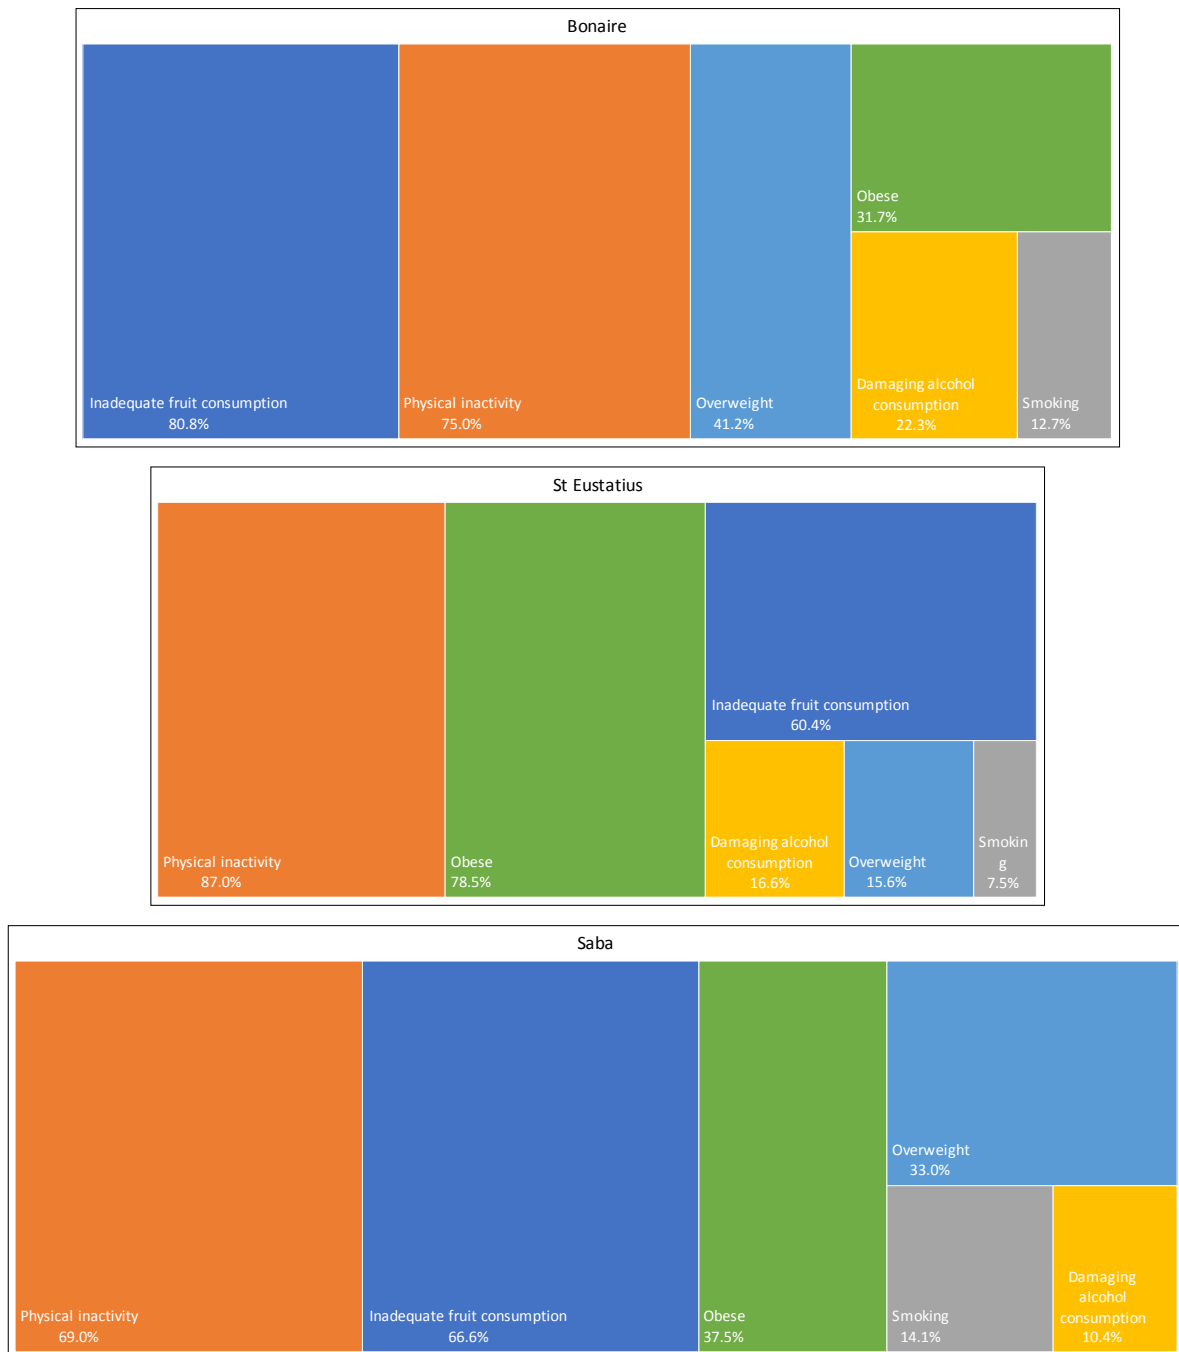 Bonaire
Obese
31.7%
Inadequate fruit consumption
80.8%
Physical inactivity
75.0%
Overweight
41.2%
Damaging alcohol
consumption
22.3%
Smoking
12.7%
St Eustatius
Inadequate fruit consumption
60.4%
Physical inactivity
87.0%
Obese
78.5%
Damaging alcohol
consumption
16.6%
Overweight
15.6%
Smokin
g
7.5%
Saba
Overweight
33.0%
Physical inactivity
69.0%
Inadequate fruit consumption
66.6%
Obese
37.5%
Smoking
14.1%
Damaging
alcohol
consumption
10.4%